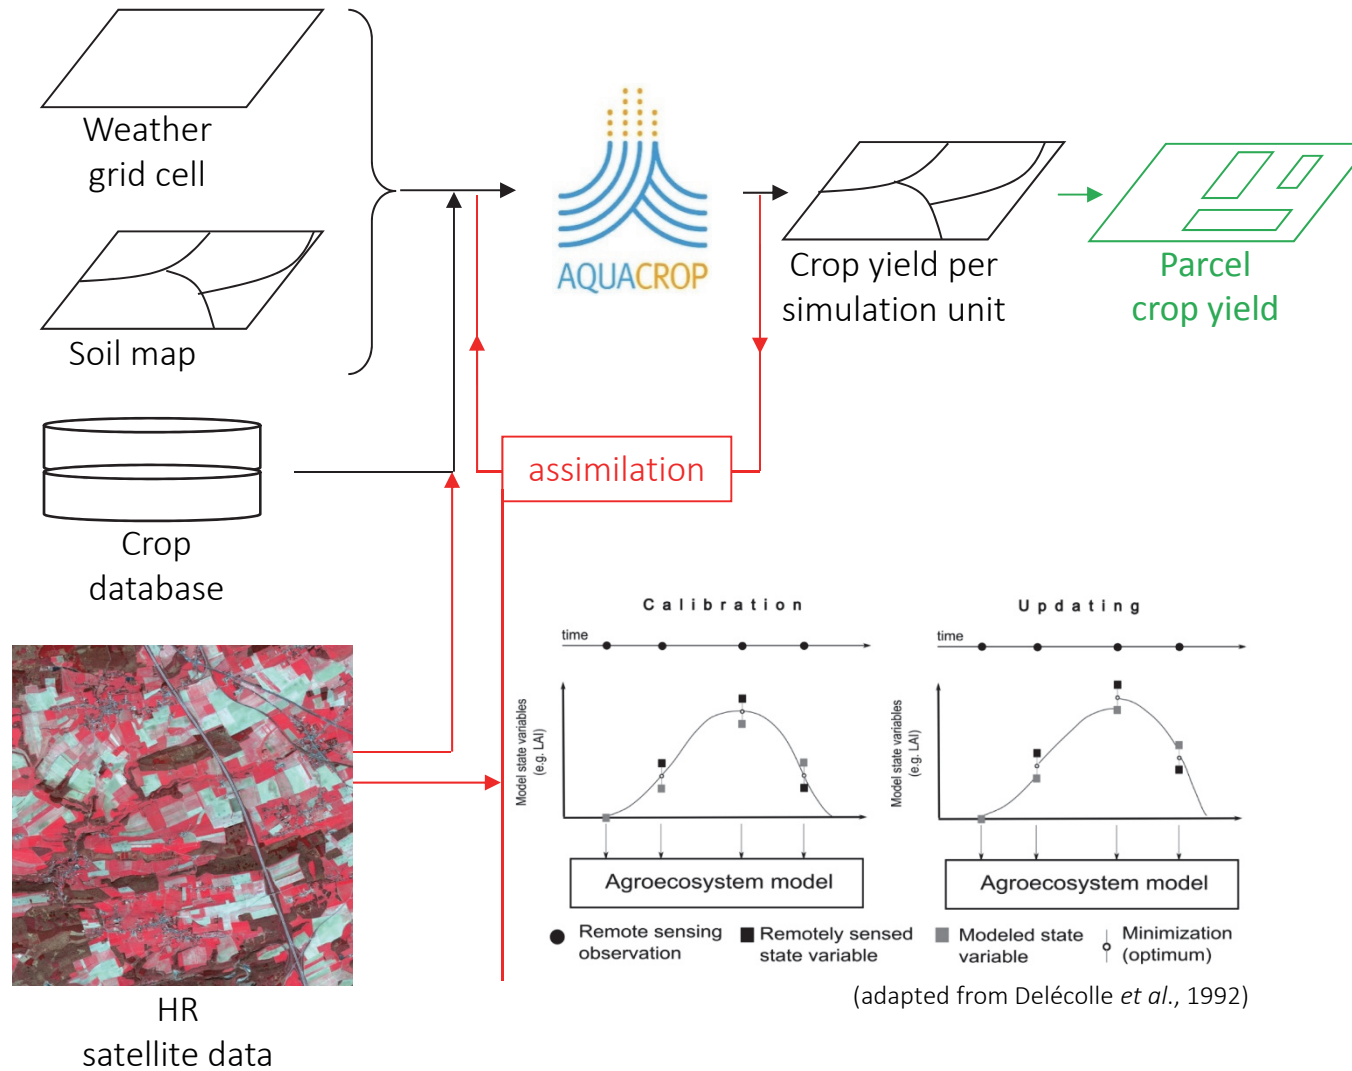 Weather
grid cell
Soil map
Crop
database
HR
satellite data
AQUACROP
Crop yield per
simulation unit
Parcel
crop yield
assimilation
Calibration
time
Model state variables
(e.g. LAI)
Agroecosystem model
Updating
time
Model state variables
(e.g. LAI)
Agroecosystem model
Remote sensing
observation
Remotely sensed
state variable
Modeled state
variable
Minimization
(optimum)
(adapted from Delécolle et al., 1992)